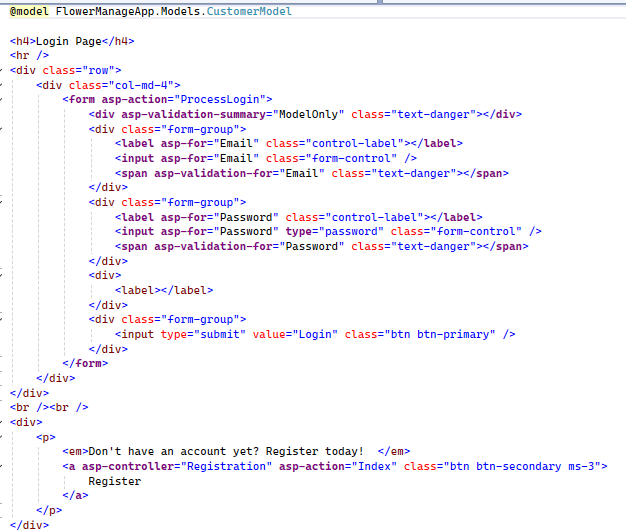 @model FlowerManageApp.Models.CustomerModel
<h4>Login Page</h4>
<hr />
<div class="row">
<div class="col-md-4">
<form asp-action="ProcessLogin">
<div asp-validation-summary="ModelOnly" class="text-danger"></div>
<div class="form-group">
<label asp-for="Email" class="control-label"></label>
<input asp-for="Email" class="form-control" />
<span asp-validation-for="Email" class="text-danger"></span>
</div>
<div class="form-group">
<label asp-for="Password" class="control-label"></label>
<input asp-for="Password" type="password" class="form-control" />
<span asp-validation-for="Password" class="text-danger"></span>
</div>
<div>
<label></label>
</div>
<div class="form-group">
<input type="submit" value="Login" class="btn btn-primary" />
</div>
</form>
</div>
</div>
<br /><br />
<div>
<p>
<em>Don't have an account yet? Register today!  </em>
<a asp-controller="Registration" asp-action="Index" class="btn btn-secondary ms-3">
Register
</a>
</p>
</div>